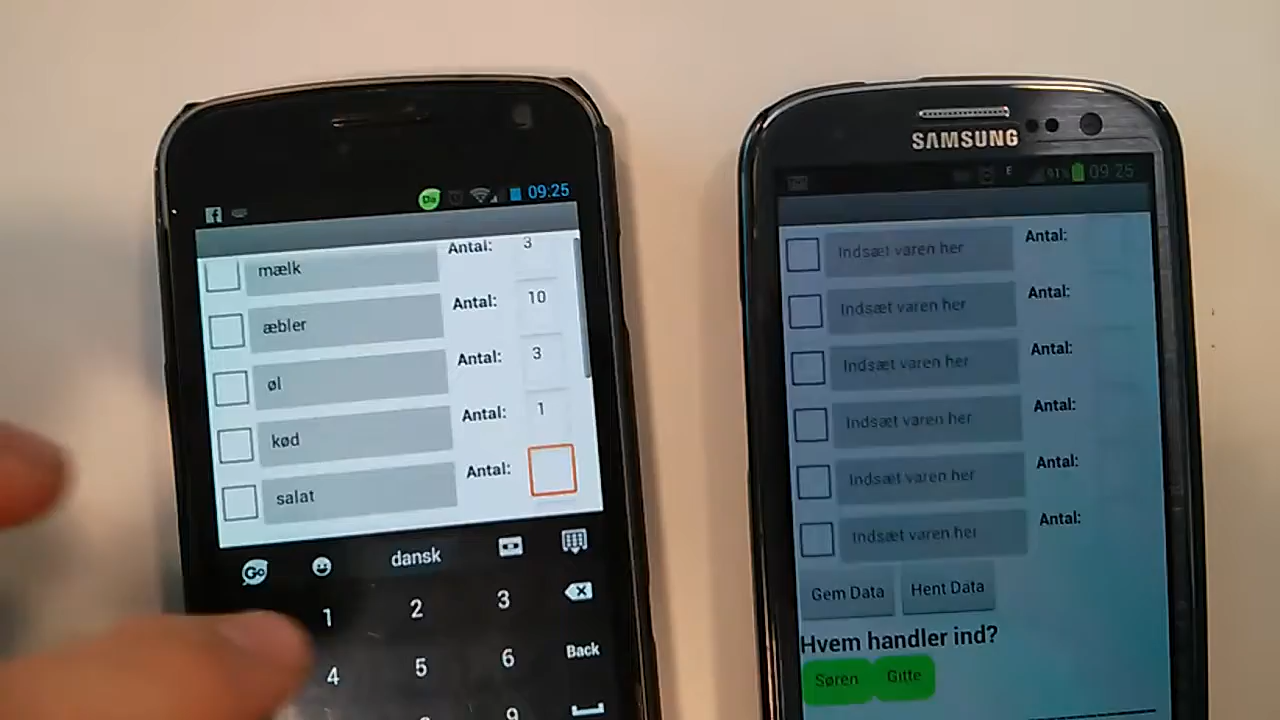 09:25
mælk Antal: 3
æbler Antal: 10
øl Antal: 3
kød Antal: 1
salat Antal:
Go dansk
1 2 3
4 5 6 Back
9
SAMSUNG
E 91% 09:25
Indsæt varen her Antal:
Indsæt varen her Antal:
Indsæt varen her Antal:
Indsæt varen her Antal:
Indsæt varen her Antal:
Indsæt varen her Antal:
Gem Data Hent Data
Hvem handler ind?
Søren Gitte